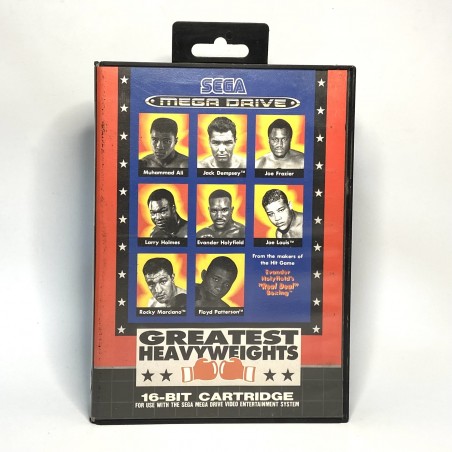 SEGA
MEGA DRIVE
Muhammad Ali
Jack Dempsey™
Joe Frazier
Larry Holmes
Evander Holyfield
Joe Louis™
Rocky Marciano™
Floyd Patterson™
From the makers of
the Hit Game
Evander
Holyfield's
"Real Deal"
Boxing™
GREATEST
HEAVYWEIGHTS
16-BIT CARTRIDGE
FOR USE WITH THE SEGA MEGA DRIVE VIDEO ENTERTAINMENT SYSTEM